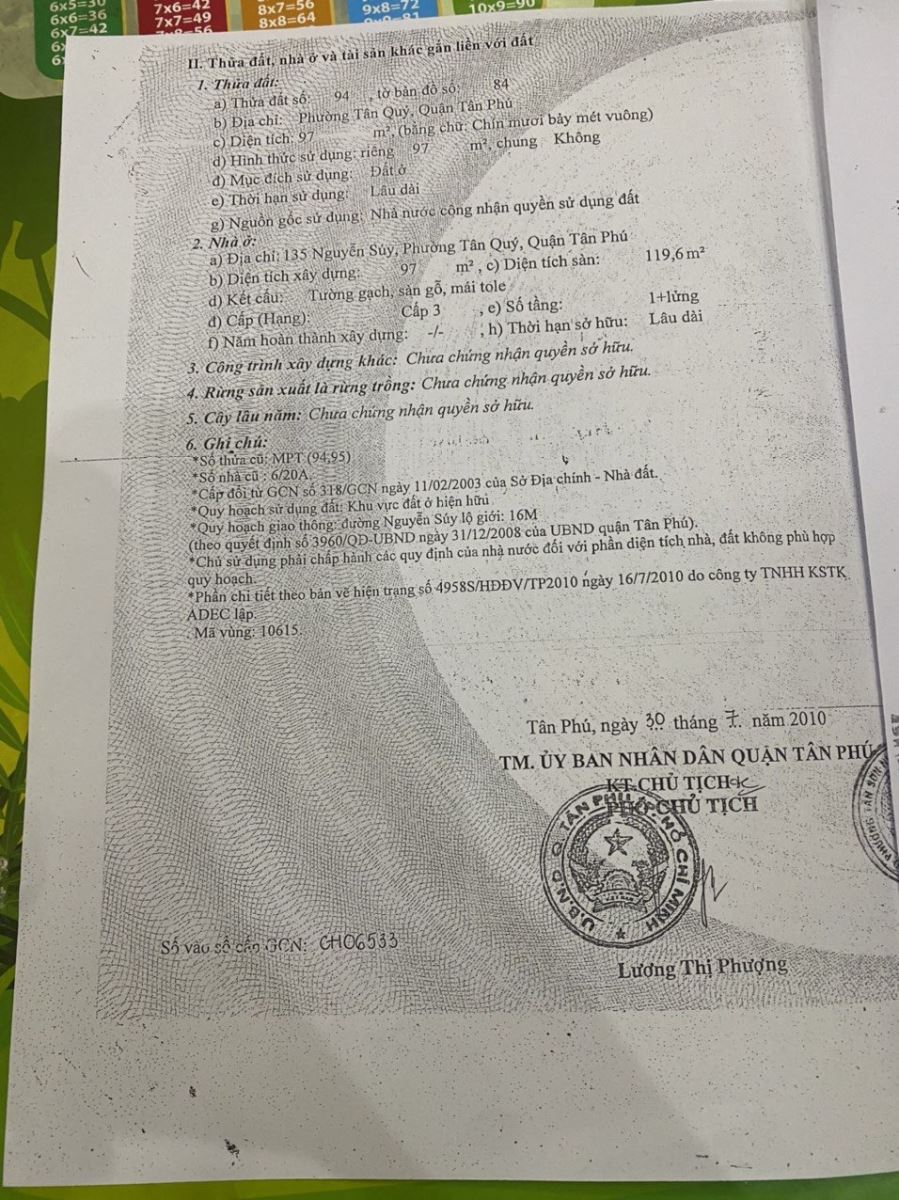 6x5=30
6x6=36
6x7=42
7x6=42
7x7=49
7x8=56
8x7=56
8x8=64
9x8=72
10x9=90
II. Thửa đất, nhà ở và tài sản khác gắn liền với đất
1. Thửa đất:
a) Thửa đất số: 94 , tờ bản đồ số: 84
b) Địa chỉ: Phường Tân Quý, Quận Tân Phú
c) Diện tích: 97 m², (bằng chữ: Chín mươi bảy mét vuông)
d) Hình thức sử dụng: riêng 97 m², chung Không
đ) Mục đích sử dụng: Đất ở
e) Thời hạn sử dụng: Lâu dài
g) Nguồn gốc sử dụng: Nhà nước công nhận quyền sử dụng đất
2. Nhà ở:
a) Địa chỉ: 135 Nguyễn Súy, Phường Tân Quý, Quận Tân Phú
b) Diện tích xây dựng: 97 m² , c) Diện tích sàn: 119,6 m²
d) Kết cấu: Tường gạch, sàn gỗ, mái tole
đ) Cấp (Hạng): Cấp 3 , e) Số tầng: 1+lửng
f) Năm hoàn thành xây dựng: -/- , h) Thời hạn sở hữu: Lâu dài
3. Công trình xây dựng khác: Chưa chứng nhận quyền sở hữu.
4. Rừng sản xuất là rừng trồng: Chưa chứng nhận quyền sở hữu.
5. Cây lâu năm: Chưa chứng nhận quyền sở hữu.
6. Ghi chú:
*Số thửa cũ: MPT (94,95)
*Số nhà cũ : 6/20A.
*Cấp đổi từ GCN số 318/GCN ngày 11/02/2003 của Sở Địa chính - Nhà đất.
*Quy hoạch sử dụng đất: Khu vực đất ở hiện hữu
*Quy hoạch giao thông: đường Nguyễn Súy lộ giới: 16M
(theo quyết định số 3960/QĐ-UBND ngày 31/12/2008 của UBND quận Tân Phú).
*Chủ sử dụng phải chấp hành các quy định của nhà nước đối với phần diện tích nhà, đất không phù hợp
quy hoạch.
*Phần chi tiết theo bản vẽ hiện trạng số 4958S/HĐĐV/TP2010 ngày 16/7/2010 do công ty TNHH KSTK
ADEC lập.
Mã vùng: 10615.
Tân Phú, ngày 30 tháng 7. năm 2010
TM. ỦY BAN NHÂN DÂN QUẬN TÂN PHÚ
KT.CHỦ TỊCH
PHÓ CHỦ TỊCH
U.B.N.D Q. TÂN PHÚ T.P HỒ CHÍ MINH
Số vào sổ cấp GCN: CH06533
Lương Thị Phượng